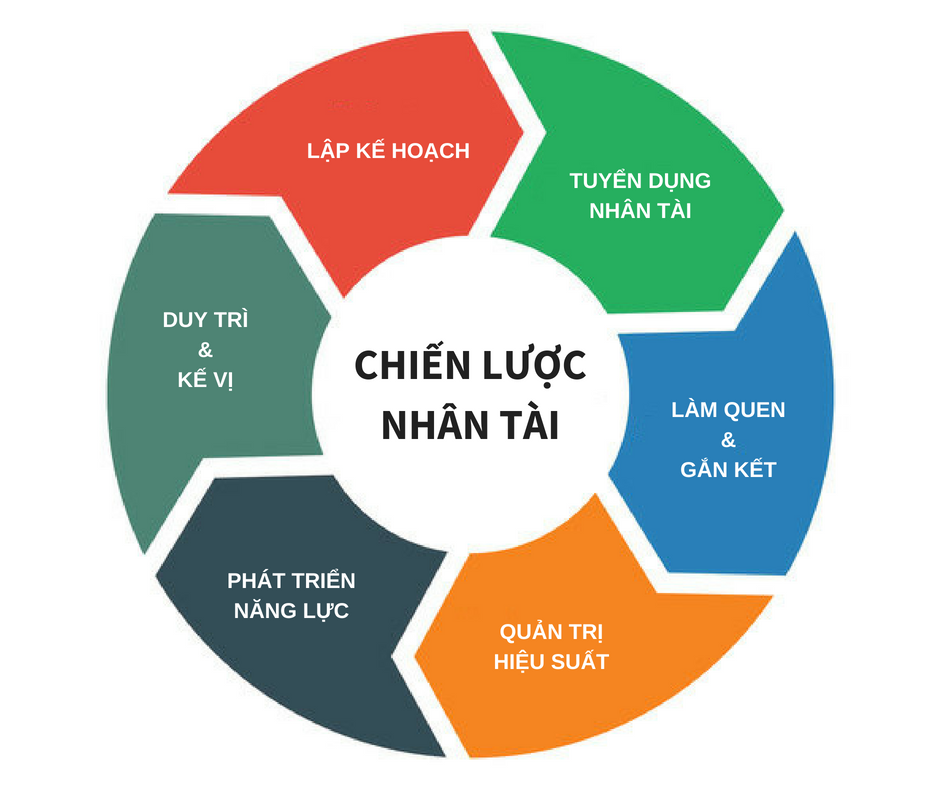 LẬP KẾ HOẠCH
TUYỂN DỤNG
NHÂN TÀI
LÀM QUEN
&
GẮN KẾT
QUẢN TRỊ
HIỆU SUẤT
PHÁT TRIỂN
NĂNG LỰC
DUY TRÌ
&
KẾ VỊ
CHIẾN LƯỢC
NHÂN TÀI